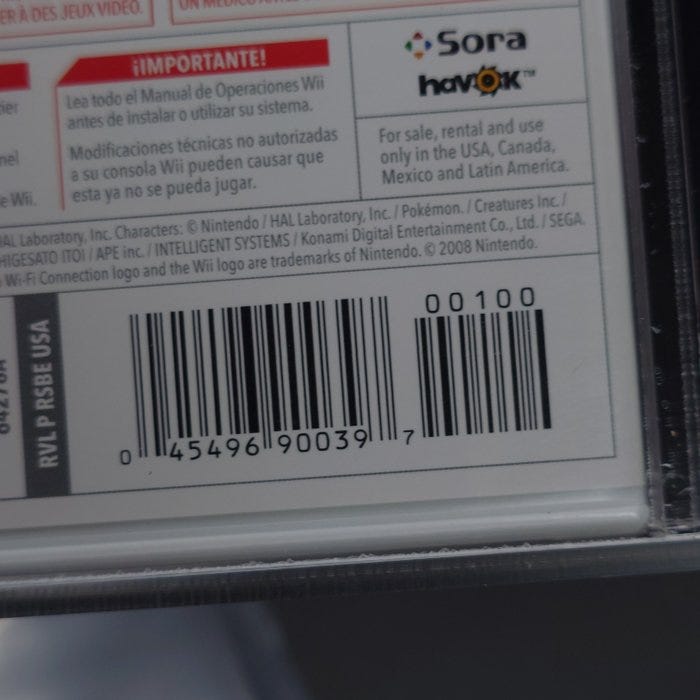 ER À DES JEUX VIDÉO.
¡IMPORTANTE!
Lea todo el Manual de Operaciones Wii
antes de instalar o utilizar su sistema.
Modificaciones técnicas no autorizadas
a su consola Wii pueden causar que
esta ya no se pueda jugar.
e Wii.
Sora
havok™
For sale, rental and use
only in the USA, Canada,
Mexico and Latin America.
HAL Laboratory, Inc. Characters: © Nintendo / HAL Laboratory, Inc. / Pokémon. / Creatures Inc. /
HIGESATO ITOI / APE inc. / INTELLIGENT SYSTEMS / Konami Digital Entertainment Co., Ltd. / SEGA.
Wi-Fi Connection logo and the Wii logo are trademarks of Nintendo. © 2008 Nintendo.
RVL P RSBE USA
00100
0 45496 90039 7